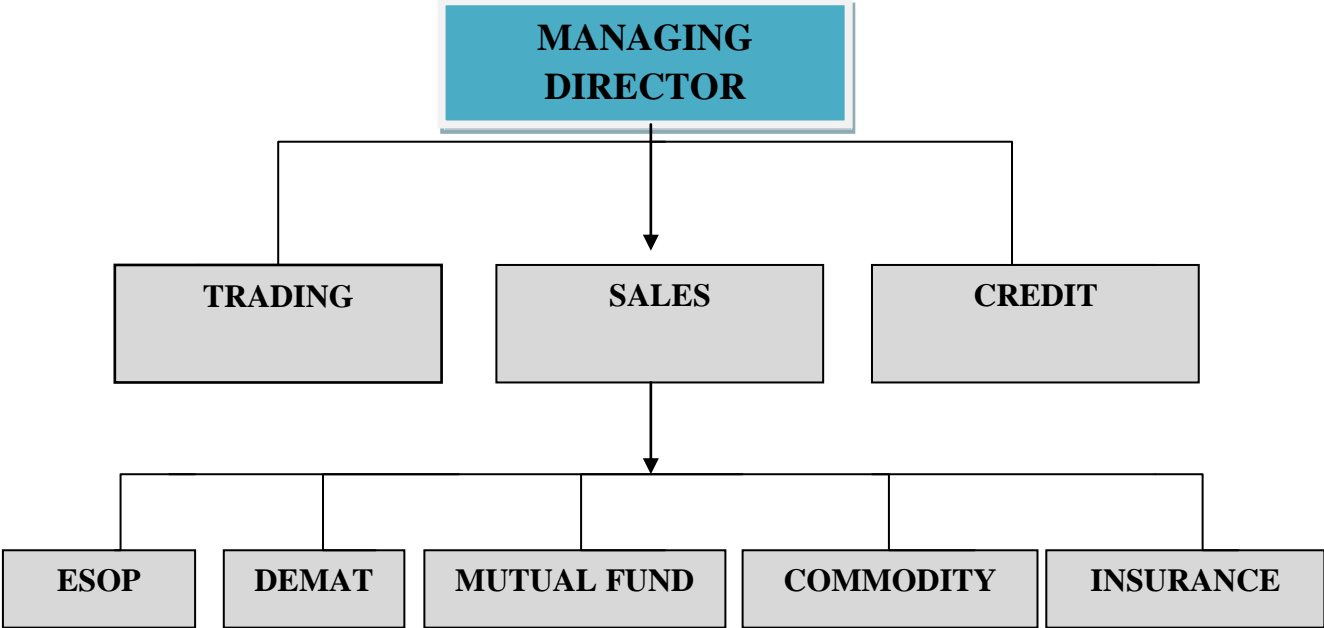 MANAGING
DIRECTOR
TRADING
SALES
CREDIT
ESOP
DEMAT
MUTUAL FUND
COMMODITY
INSURANCE